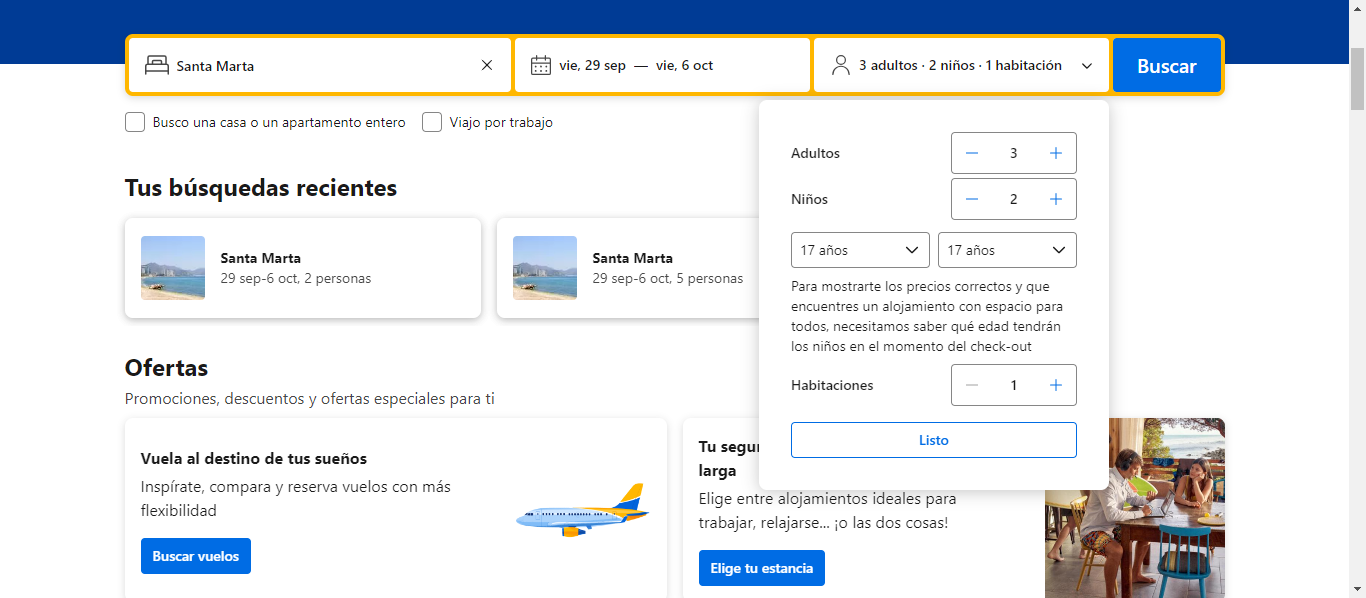 Santa Marta
vie, 29 sep — vie, 6 oct
3 adultos · 2 niños · 1 habitación
Buscar
Busco una casa o un apartamento entero
Viajo por trabajo
Adultos
3
Niños
2
17 años
17 años
Para mostrarte los precios correctos y que
encuentres un alojamiento con espacio para
todos, necesitamos saber qué edad tendrán
los niños en el momento del check-out
Habitaciones
1
Listo
Tus búsquedas recientes
Santa Marta
29 sep-6 oct, 2 personas
Santa Marta
29 sep-6 oct, 5 personas
Ofertas
Promociones, descuentos y ofertas especiales para ti
Vuela al destino de tus sueños
Inspírate, compara y reserva vuelos con más
flexibilidad
Buscar vuelos
Tu
larga
Elige entre alojamientos ideales para
trabajar, relajarse... ¡o las dos cosas!
Elige tu estancia